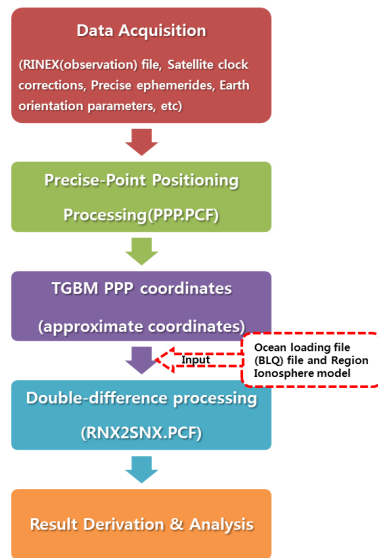 Data Acquisition
(RINEX(observation) file, Satellite clock
corrections, Precise ephemerides, Earth
orientation parameters, etc)
Precise-Point Positioning
Processing(PPP.PCF)
TGBM PPP coordinates
(approximate coordinates)
Input
Ocean loading file
(BLQ) file and Region
Ionosphere model
Double-difference processing
(RNX2SNX.PCF)
Result Derivation & Analysis